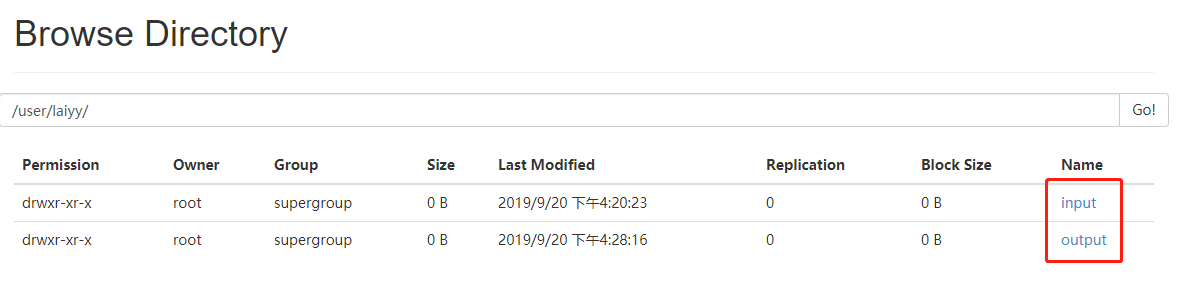 Browse Directory
/user/laiyy/ Go!
Permission Owner Group Size Last Modified Replication Block Size Name
drwxr-xr-x root supergroup 0 B 2019/9/20 下午4:20:23 0 0 B input
drwxr-xr-x root supergroup 0 B 2019/9/20 下午4:28:16 0 0 B output